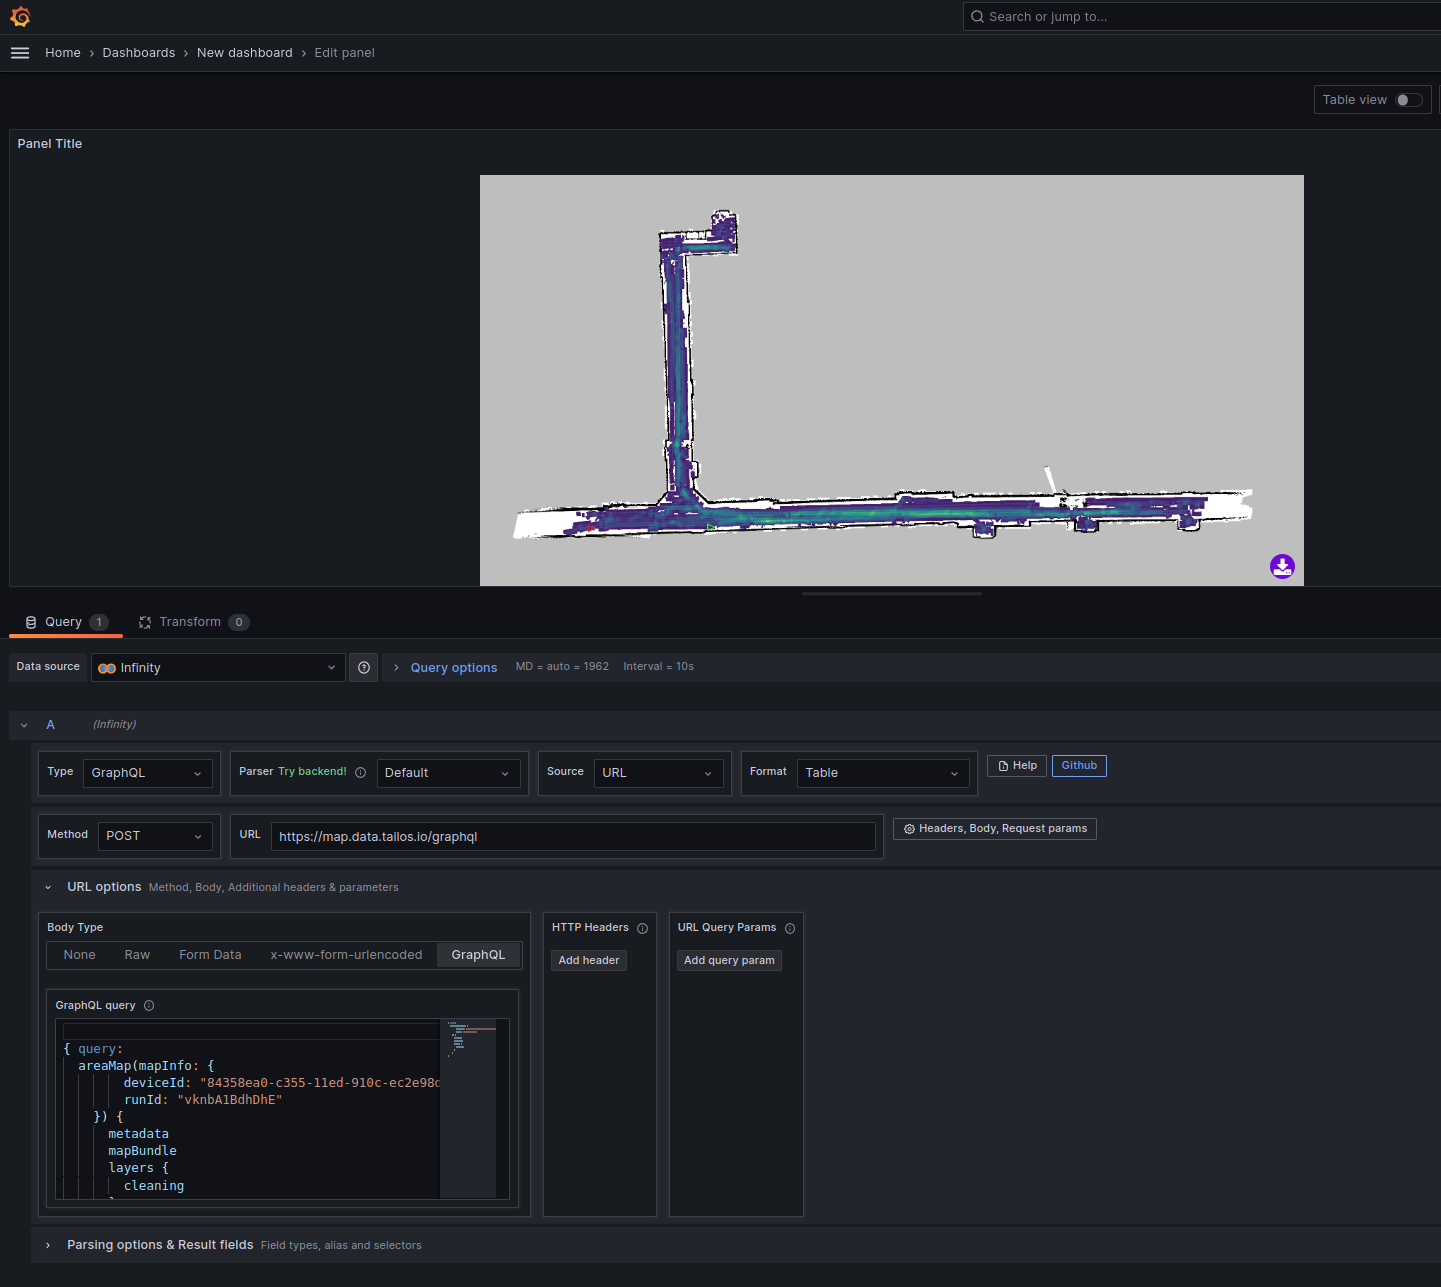 Search or jump to...
Home › Dashboards › New dashboard › Edit panel
Table view
Panel Title
Query 1 Transform 0
Data source Infinity Query options MD = auto = 1962 Interval = 10s
A (Infinity)
Type GraphQL Parser Try backend! Default Source URL Format Table Help Github
Method POST URL https://map.data.tailos.io/graphql Headers, Body, Request params
URL options Method, Body, Additional headers & parameters
Body Type HTTP Headers URL Query Params
None Raw Form Data x-www-form-urlencoded GraphQL Add header Add query param
GraphQL query
{ query:
areaMap(mapInfo: {
deviceId: "84358ea0-c355-11ed-910c-ec2e98
runId: "vknbA1BdhDhE"
}) {
metadata
mapBundle
layers {
cleaning
Parsing options & Result fields Field types, alias and selectors